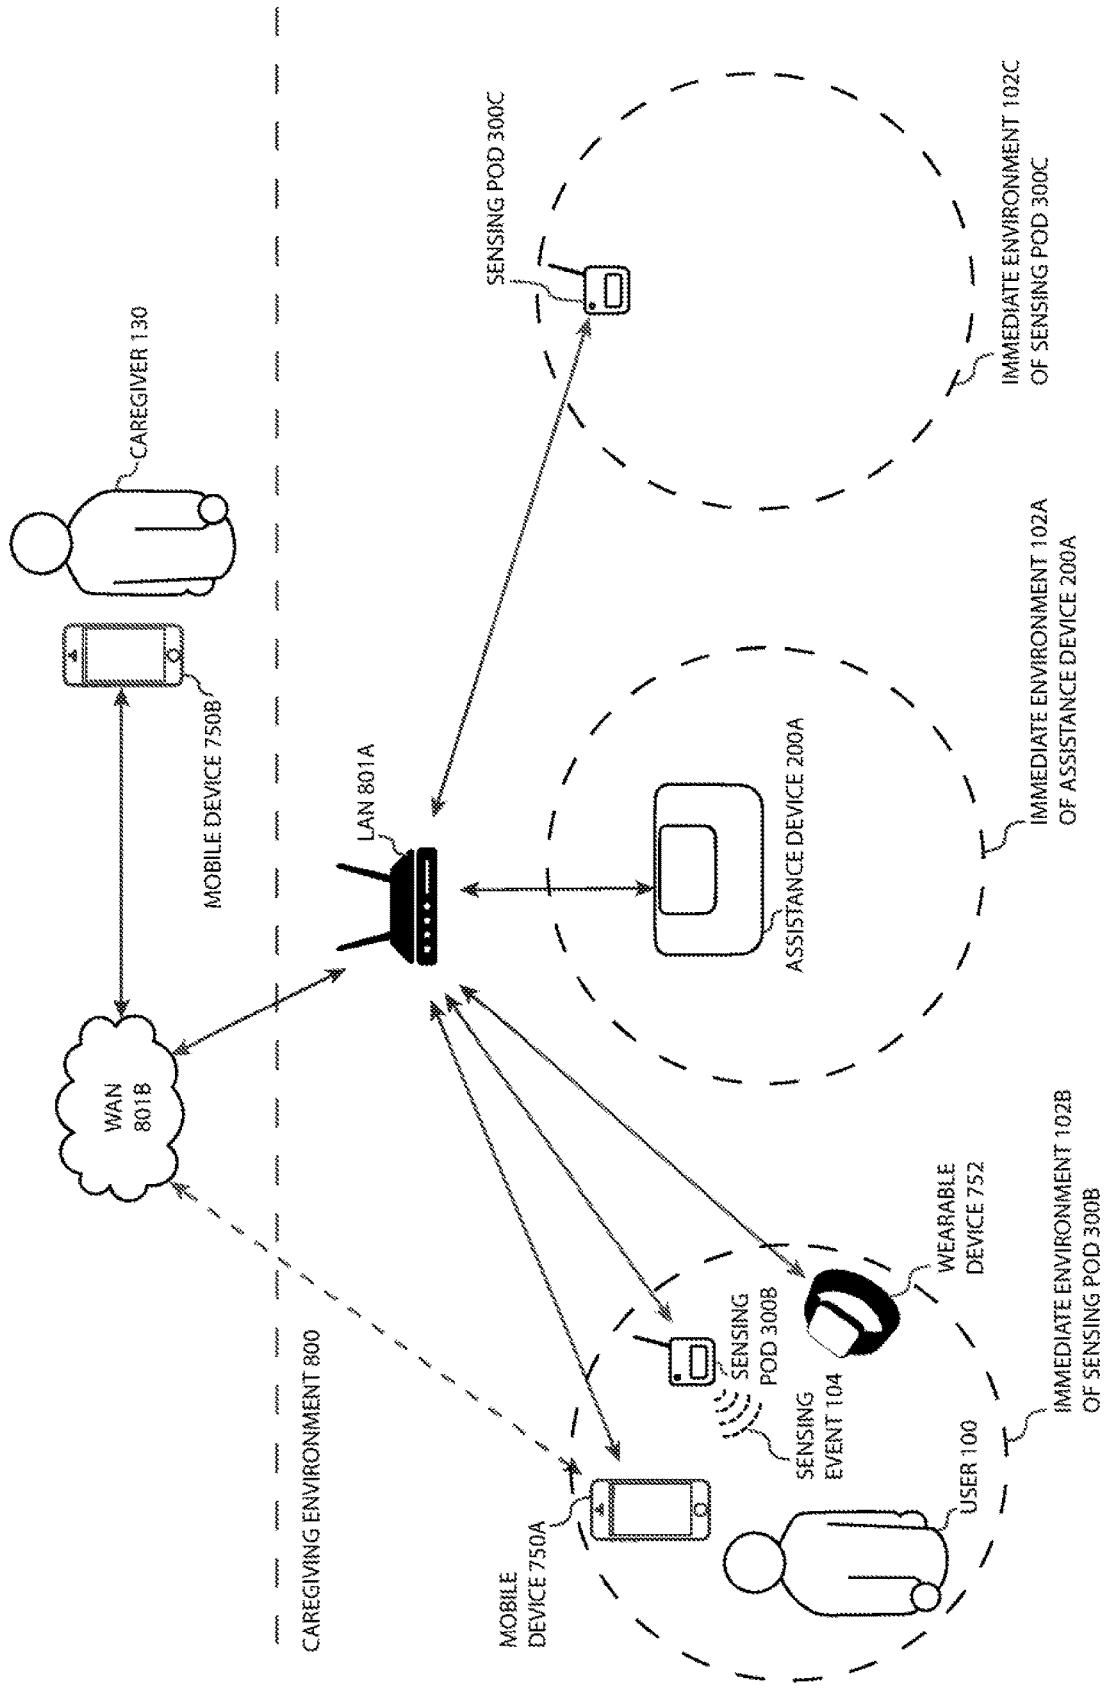 CAREGIVER 130
MOBILE DEVICE 750B
WAN
801B
CAREGIVING ENVIRONMENT 800
LAN 801A
SENSING POD 300C
MOBILE
DEVICE 750A
SENSING
POD 300B
SENSING
EVENT 104
ASSISTANCE DEVICE 200A
USER 100
WEARABLE
DEVICE 752
IMMEDIATE ENVIRONMENT 102B
OF SENSING POD 300B
IMMEDIATE ENVIRONMENT 102A
OF ASSISTANCE DEVICE 200A
IMMEDIATE ENVIRONMENT 102C
OF SENSING POD 300C